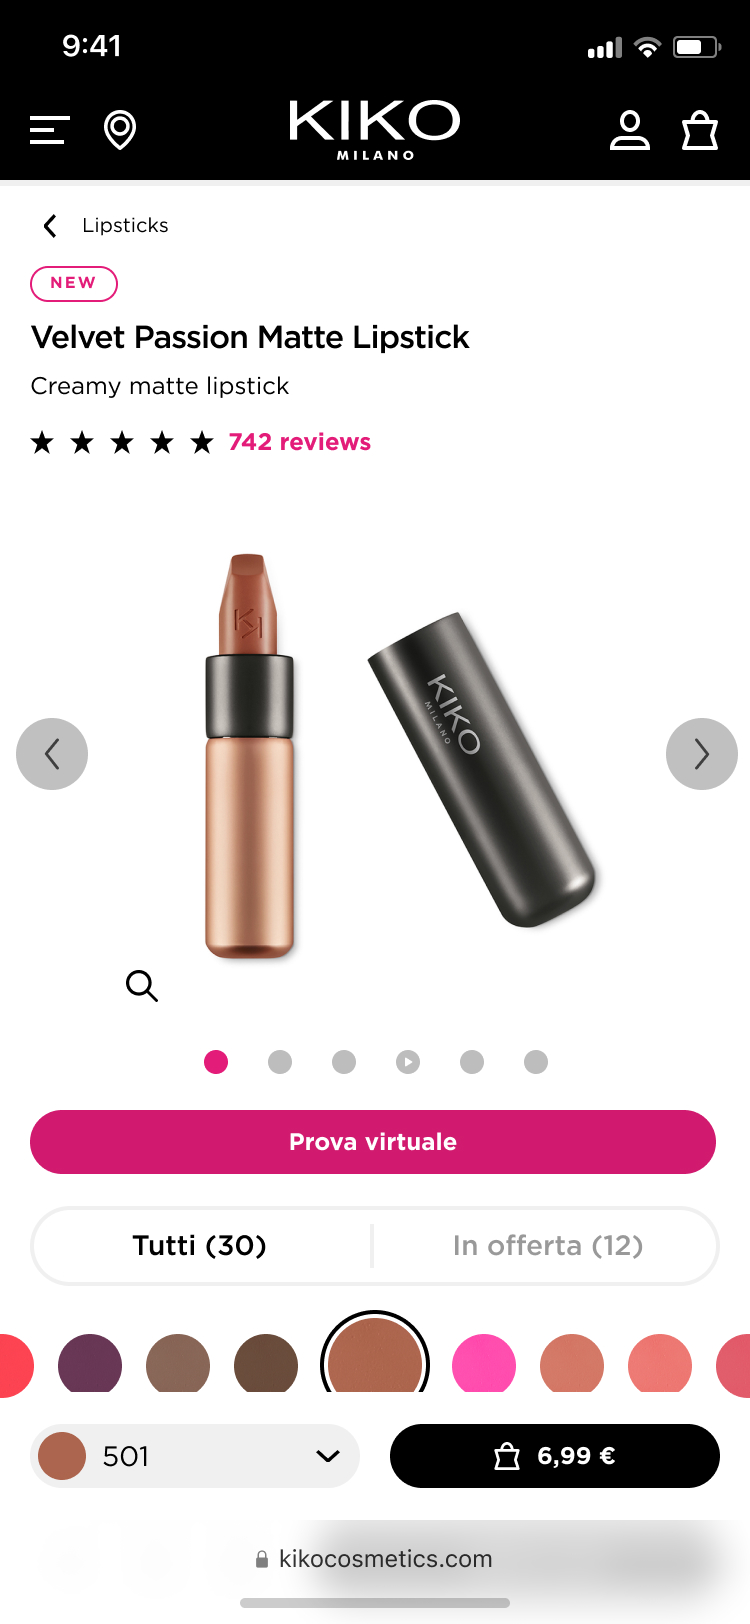 9:41
KIKO
MILANO
Lipsticks
NEW
Velvet Passion Matte Lipstick
Creamy matte lipstick
742 reviews
KIKO
MILANO
Prova virtuale
Tutti (30)
In offerta (12)
501
6,99 €
kikocosmetics.com